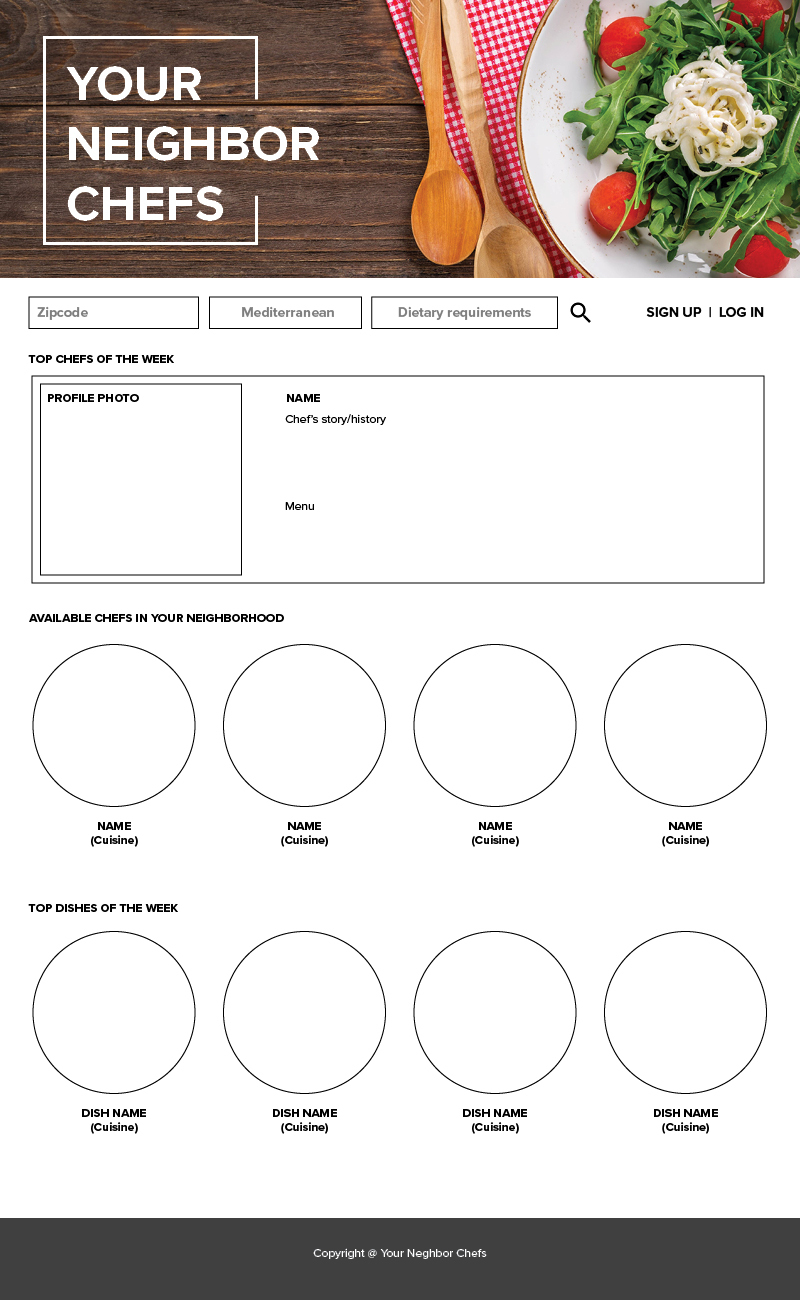 YOUR
NEIGHBOR
CHEFS
Zipcode
Mediterranean
Dietary requirements
SIGN UP | LOG IN
TOP CHEFS OF THE WEEK
PROFILE PHOTO
NAME
Chef's story/history
Menu
AVAILABLE CHEFS IN YOUR NEIGHBORHOOD
NAME
(Cuisine)
NAME
(Cuisine)
NAME
(Cuisine)
NAME
(Cuisine)
TOP DISHES OF THE WEEK
DISH NAME
(Cuisine)
DISH NAME
(Cuisine)
DISH NAME
(Cuisine)
DISH NAME
(Cuisine)
Copyright @ Your Neghbor Chefs